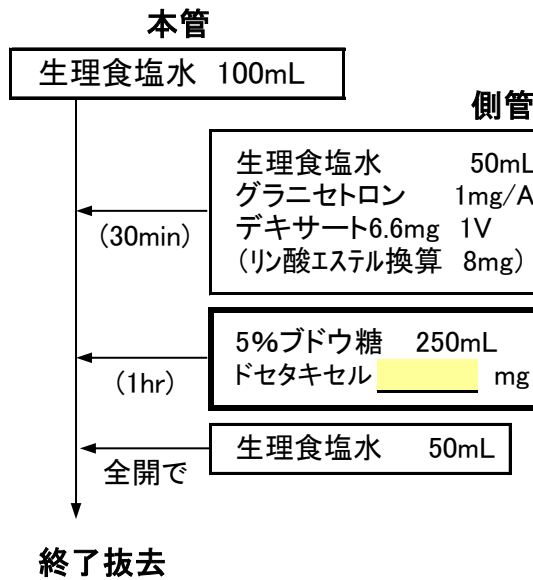 本管
生理食塩水 100mL
側管
生理食塩水 50mL
グラニセトロン 1mg/A
デキサート6.6mg 1V
(リン酸エステル換算 8mg)
(30min)
5%ブドウ糖 250mL
ドセタキセル mg
(1hr)
生理食塩水 50mL
全開で
終了抜去